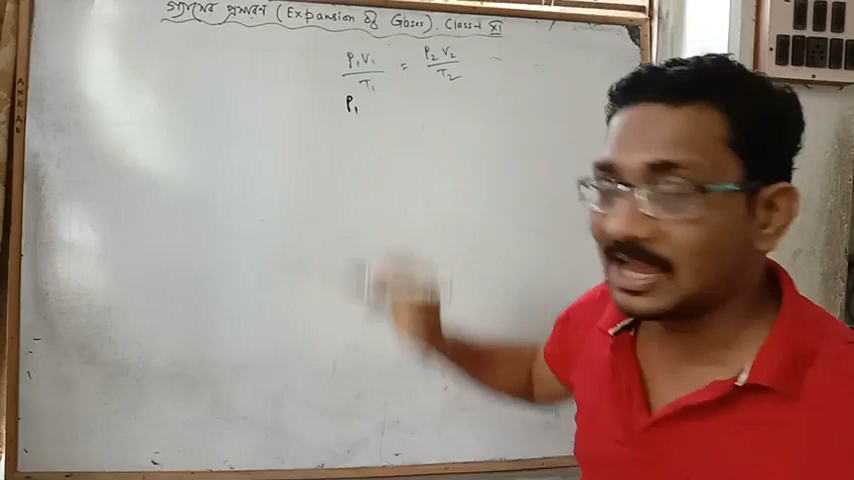 গ্যাসের প্রসারণ (Expansion of Gases). Class-XI
P₁V₁ / T₁ = P₂V₂ / T₂
P₁